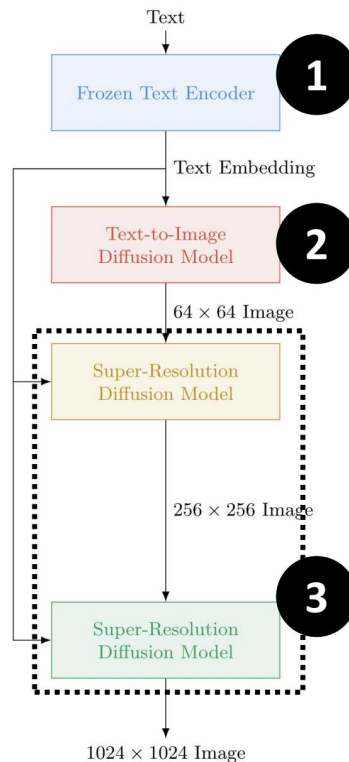 Text
1
Frozen Text Encoder
Text Embedding
2
Text-to-Image
Diffusion Model
64 × 64 Image
Super-Resolution
Diffusion Model
256 × 256 Image
3
Super-Resolution
Diffusion Model
1024 × 1024 Image